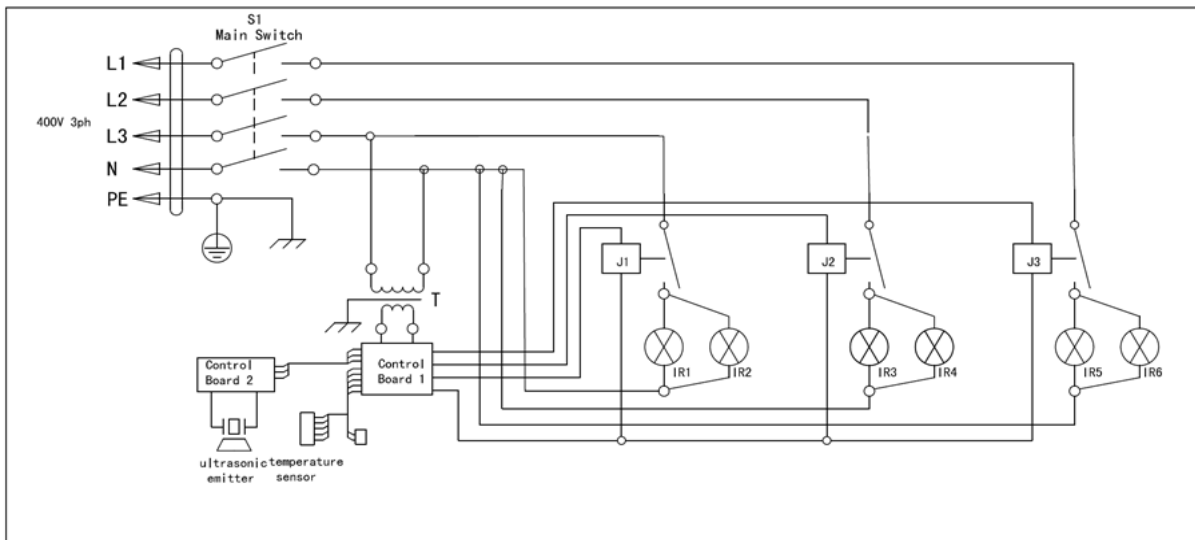 S1
Main Switch
L1
L2
400V 3ph
L3
N
PE
J1
J2
J3
T
Control
Board 2
Control
Board 1
IR1
IR2
IR3
IR4
IR5
IR6
ultrasonic
emitter
temperature
sensor